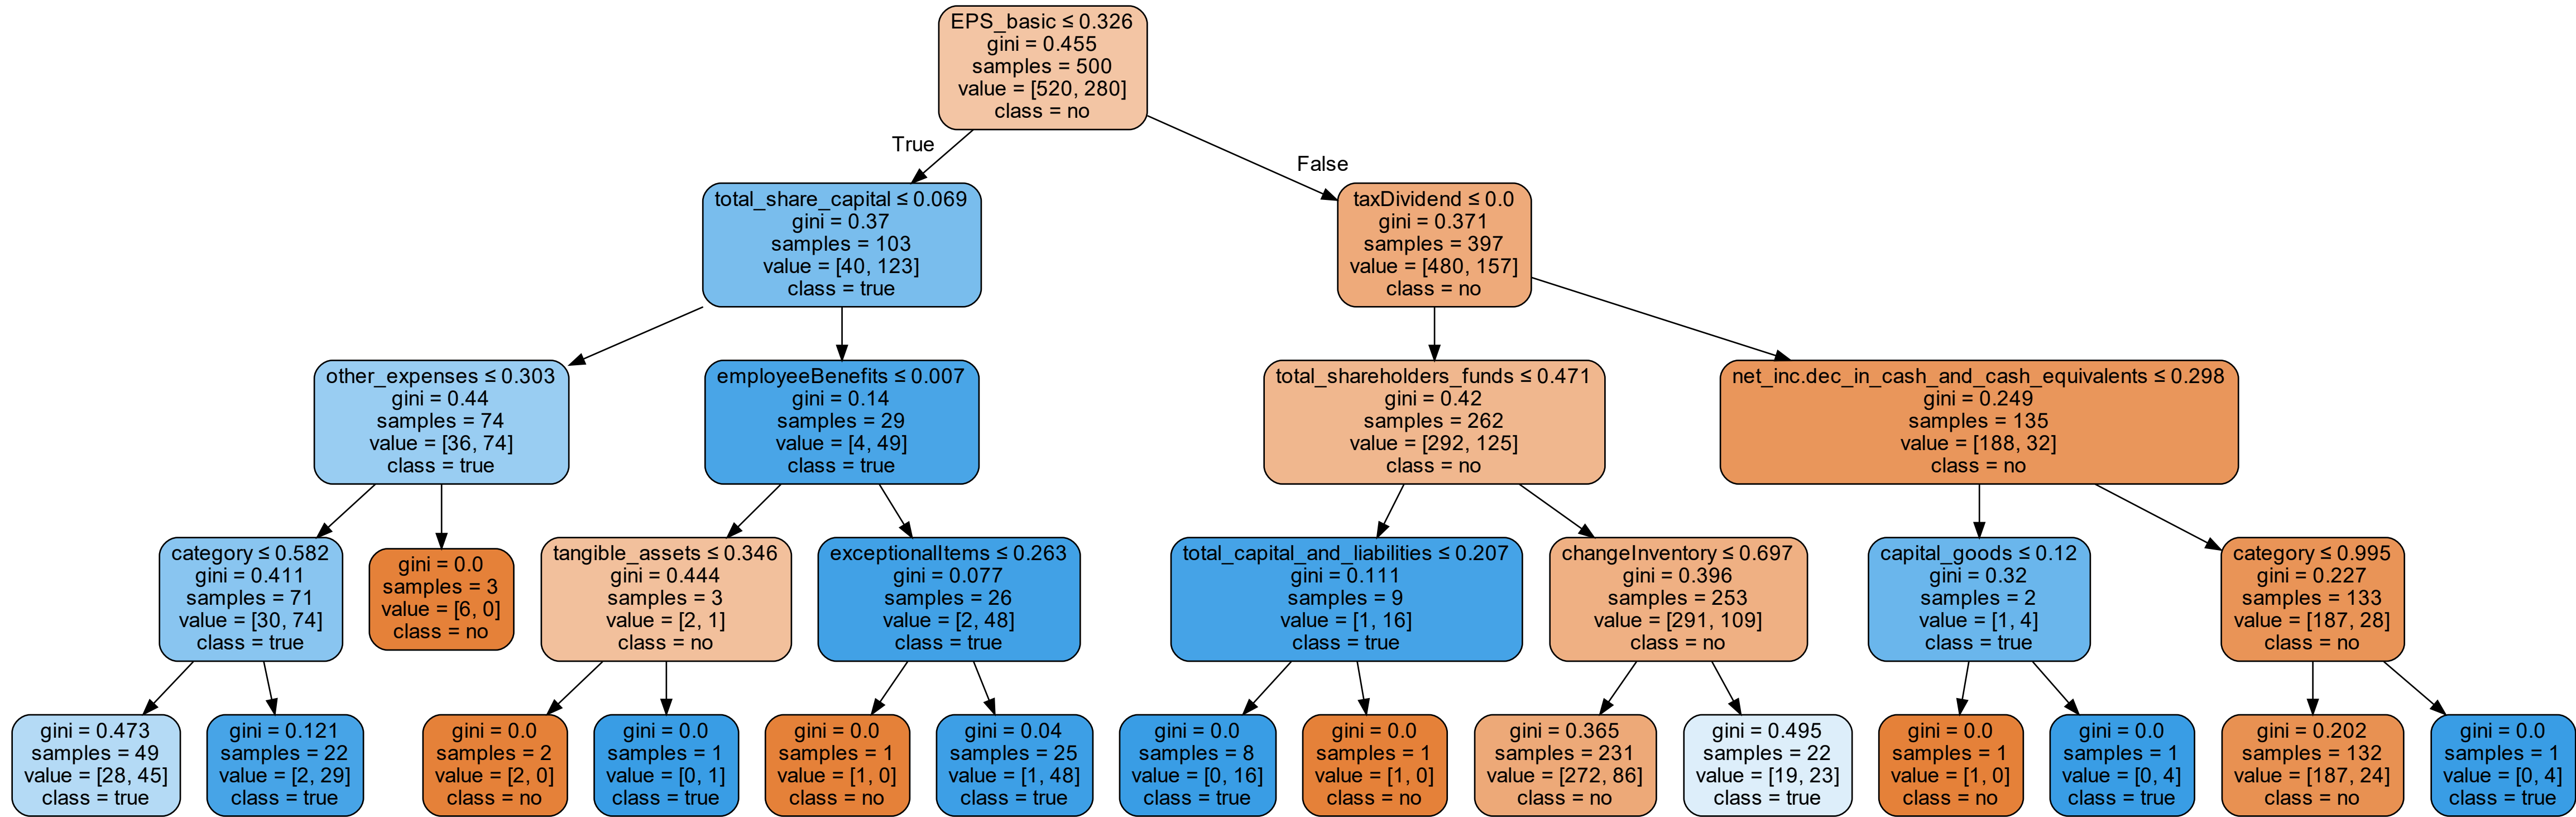 EPS_basic ≤ 0.326
gini = 0.455
samples = 500
value = [520, 280]
class = no
True
False
total_share_capital ≤ 0.069
gini = 0.37
samples = 103
value = [40, 123]
class = true
taxDividend ≤ 0.0
gini = 0.371
samples = 397
value = [480, 157]
class = no
other_expenses ≤ 0.303
gini = 0.44
samples = 74
value = [36, 74]
class = true
employeeBenefits ≤ 0.007
gini = 0.14
samples = 29
value = [4, 49]
class = true
total_shareholders_funds ≤ 0.471
gini = 0.42
samples = 262
value = [292, 125]
class = no
net_inc.dec_in_cash_and_cash_equivalents ≤ 0.298
gini = 0.249
samples = 135
value = [188, 32]
class = no
category ≤ 0.582
gini = 0.411
samples = 71
value = [30, 74]
class = true
gini = 0.0
samples = 3
value = [6, 0]
class = no
tangible_assets ≤ 0.346
gini = 0.444
samples = 3
value = [2, 1]
class = no
exceptionalItems ≤ 0.263
gini = 0.077
samples = 26
value = [2, 48]
class = true
total_capital_and_liabilities ≤ 0.207
gini = 0.111
samples = 9
value = [1, 16]
class = true
changeInventory ≤ 0.697
gini = 0.396
samples = 253
value = [291, 109]
class = no
capital_goods ≤ 0.12
gini = 0.32
samples = 2
value = [1, 4]
class = true
category ≤ 0.995
gini = 0.227
samples = 133
value = [187, 28]
class = no
gini = 0.473
samples = 49
value = [28, 45]
class = true
gini = 0.121
samples = 22
value = [2, 29]
class = true
gini = 0.0
samples = 2
value = [2, 0]
class = no
gini = 0.0
samples = 1
value = [0, 1]
class = true
gini = 0.0
samples = 1
value = [1, 0]
class = no
gini = 0.04
samples = 25
value = [1, 48]
class = true
gini = 0.0
samples = 8
value = [0, 16]
class = true
gini = 0.0
samples = 1
value = [1, 0]
class = no
gini = 0.365
samples = 231
value = [272, 86]
class = no
gini = 0.495
samples = 22
value = [19, 23]
class = true
gini = 0.0
samples = 1
value = [1, 0]
class = no
gini = 0.0
samples = 1
value = [0, 4]
class = true
gini = 0.202
samples = 132
value = [187, 24]
class = no
gini = 0.0
samples = 1
value = [0, 4]
class = true